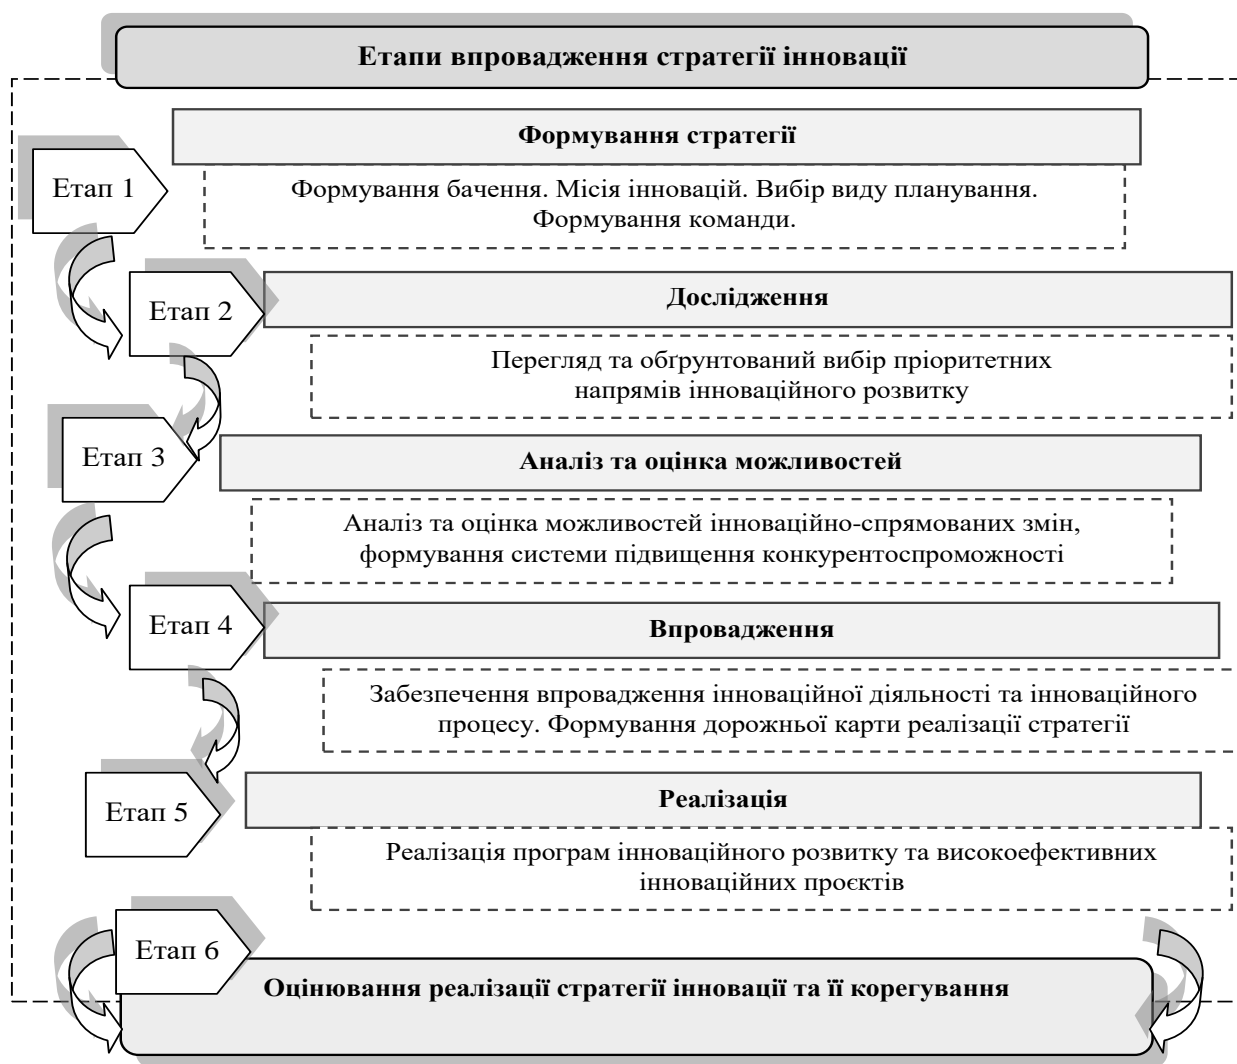 Етапи впровадження стратегії інновації
Формування стратегії
Етап 1
Формування бачення. Місія інновацій. Вибір виду планування.
Формування команди.
Етап 2
Дослідження
Перегляд та обґрунтований вибір пріоритетних
напрямів інноваційного розвитку
Етап 3
Аналіз та оцінка можливостей
Аналіз та оцінка можливостей інноваційно-спрямованих змін,
формування системи підвищення конкурентоспроможності
Етап 4
Впровадження
Забезпечення впровадження інноваційної діяльності та інноваційного
процесу. Формування дорожньої карти реалізації стратегії
Етап 5
Реалізація
Реалізація програм інноваційного розвитку та високоефективних
інноваційних проєктів
Етап 6
Оцінювання реалізації стратегії інновації та її корегування